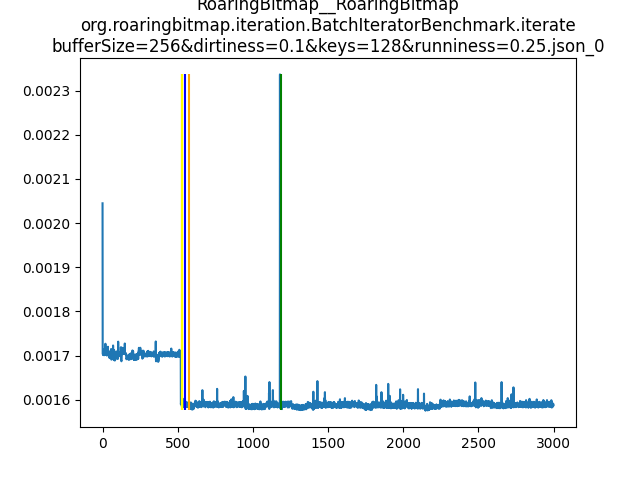 RoaringBitmap__RoaringBitmap
org.roaringbitmap.iteration.BatchIteratorBenchmark.iterate
bufferSize=256&dirtiness=0.1&keys=128&runniness=0.25.json_0
0.0023
0.0022
0.0021
0.0020
0.0019
0.0018
0.0017
0.0016
0 500 1000 1500 2000 2500 3000